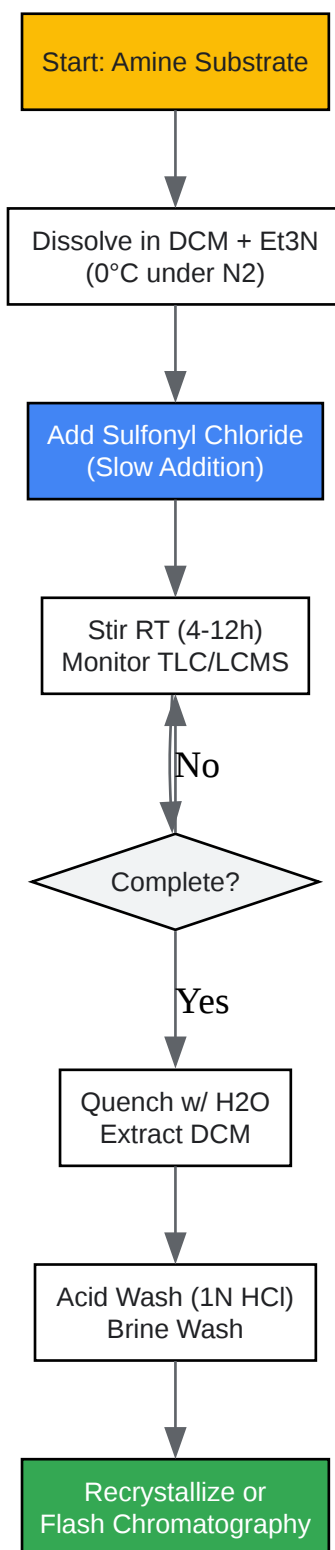 Start: Amine Substrate
Dissolve in DCM + Et3N
(0°C under N2)
Add Sulfonyl Chloride
(Slow Addition)
Stir RT (4-12h)
Monitor TLC/LCMS
No
Complete?
Yes
Quench w/ H2O
Extract DCM
Acid Wash (1N HCl)
Brine Wash
Recrystallize or
Flash Chromatography